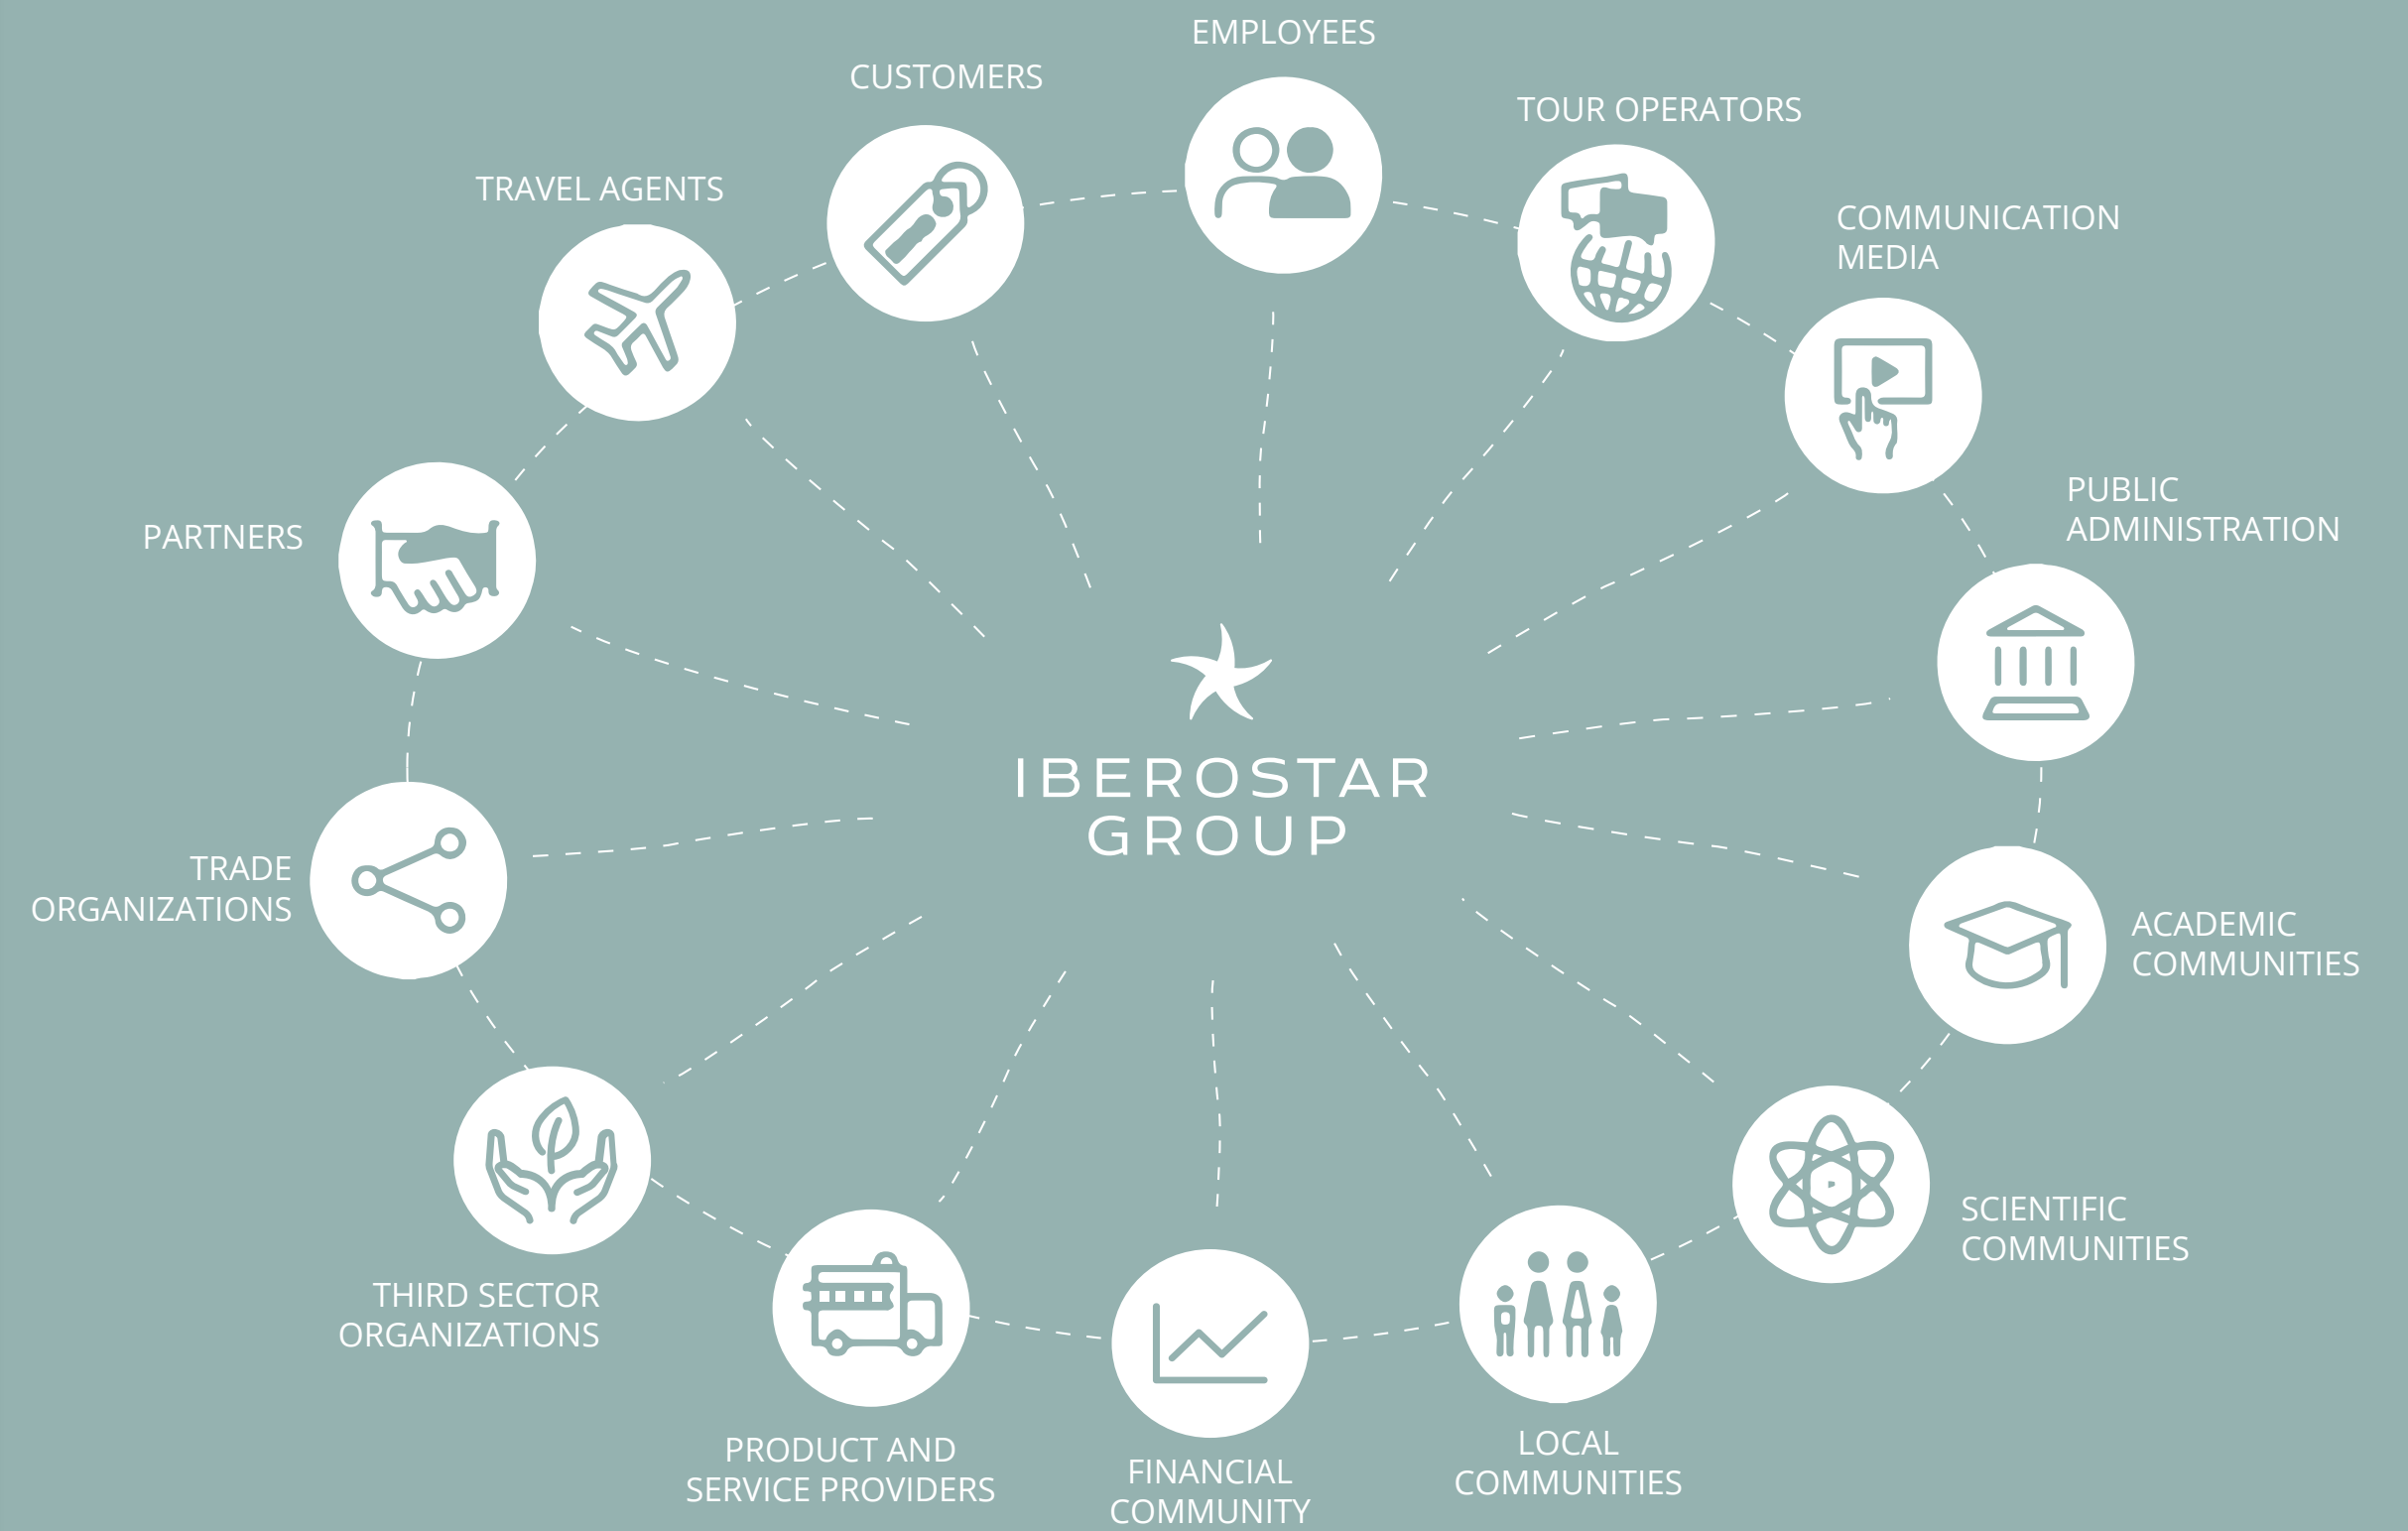 EMPLOYEES
CUSTOMERS
TOUR OPERATORS
TRAVEL AGENTS
COMMUNICATION
MEDIA
PUBLIC
ADMINISTRATION
PARTNERS
IBEROSTAR
GROUP
TRADE
ORGANIZATIONS
ACADEMIC
COMMUNITIES
SCIENTIFIC
COMMUNITIES
THIRD SECTOR
ORGANIZATIONS
PRODUCT AND
SERVICE PROVIDERS
FINANCIAL
COMMUNITY
LOCAL
COMMUNITIES